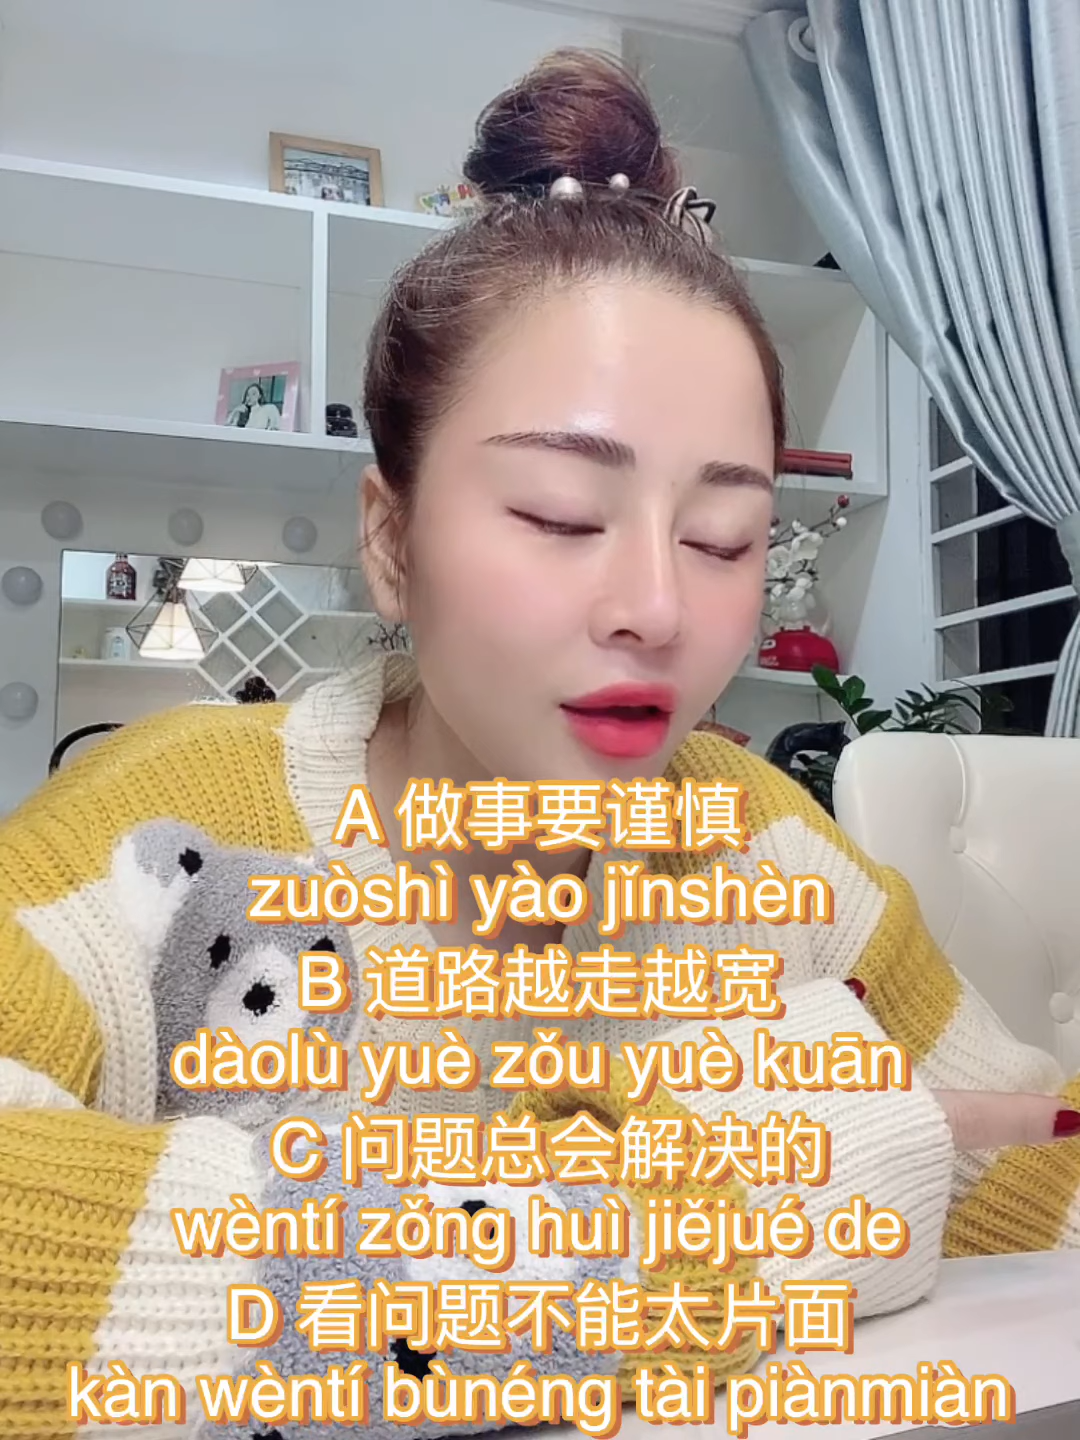 A 做事要谨慎
zuòshì yào jǐnshèn
B 道路越走越宽
dàolù yuè zǒu yuè kuān
C 问题总会解决的
wèntí zǒng huì jiějué de
D 看问题不能太片面
kàn wèntí bùnéng tài piànmiàn